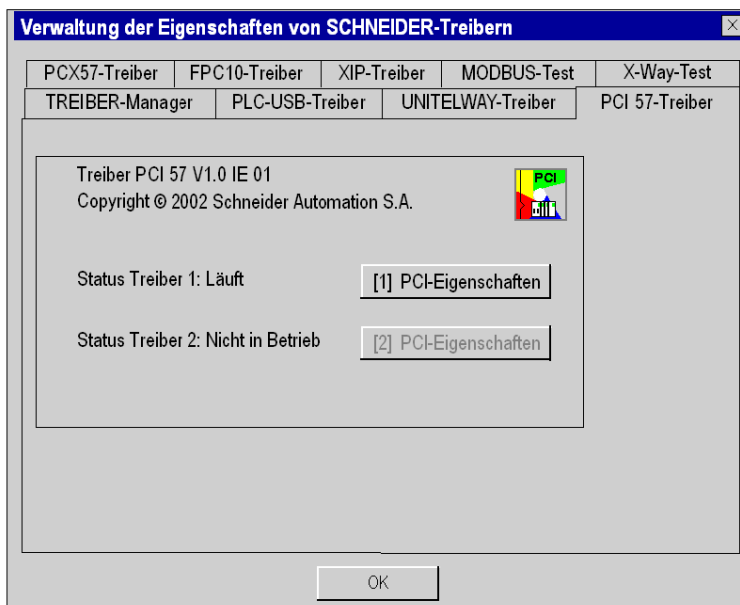 Verwaltung der Eigenschaften von SCHNEIDER-Treibern
PCX57-Treiber FPC10-Treiber XIP-Treiber MODBUS-Test X-Way-Test
TREIBER-Manager PLC-USB-Treiber UNITELWAY-Treiber PCI 57-Treiber
Treiber PCI 57 V1.0 IE 01
Copyright © 2002 Schneider Automation S.A.
PCI
Status Treiber 1: Läuft [1] PCI-Eigenschaften
Status Treiber 2: Nicht in Betrieb [2] PCI-Eigenschaften
OK